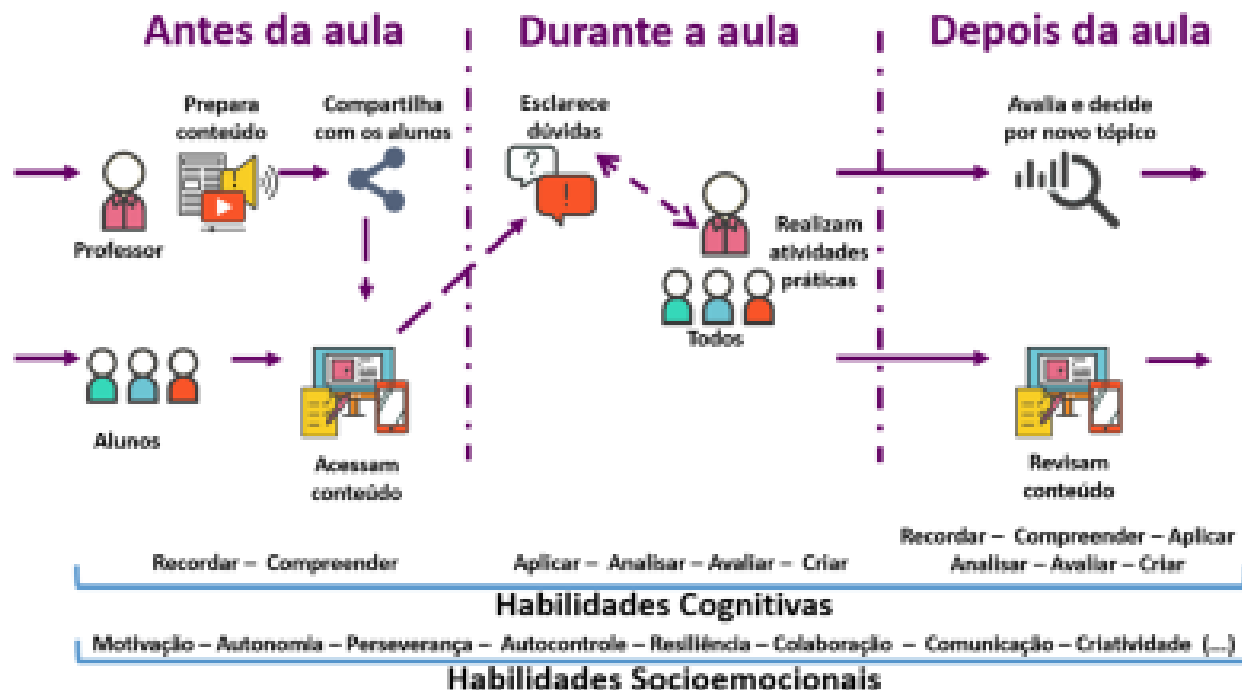 Antes da aula
Durante a aula
Depois da aula
Prepara
conteúdo
Compartilha
com os alunos
Esclarece
dúvidas
Avalia e decide
por novo tópico
Professor
Realizam
atividades
práticas
Todos
Alunos
Acessam
conteúdo
Revisam
conteúdo
Recordar – Compreender
Aplicar – Analisar – Avaliar – Criar
Recordar – Compreender – Aplicar
Analisar – Avaliar – Criar
Habilidades Cognitivas
Motivação – Autonomia – Perseverança – Autocontrole – Resiliência – Colaboração – Comunicação – Criatividade (...)
Habilidades Socioemocionais